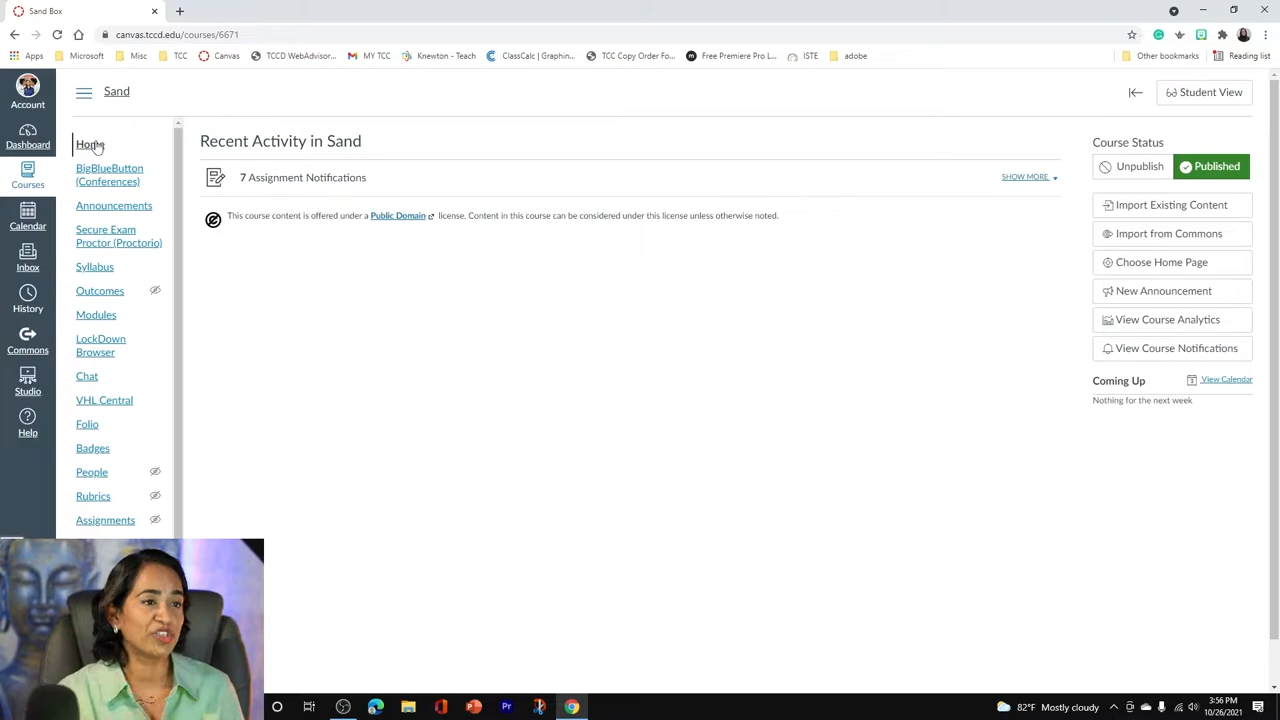 Sand Box
canvas.tccd.edu/courses/6671
Apps
Microsoft
Misc
TCC
Canvas
TCCD WebAdvisor...
MY TCC
Knewton - Teach
ClassCalc | Graphin...
TCC Copy Order Fo...
Free Premiere Pro L...
ISTE
adobe
Other bookmarks
Reading list
Account
Dashboard
Courses
Calendar
Inbox
History
Commons
Studio
Help
Sand
Student View
Home
BigBlueButton
(Conferences)
Announcements
Secure Exam
Proctor (Proctorio)
Syllabus
Outcomes
Modules
LockDown
Browser
Chat
VHL Central
Folio
Badges
People
Rubrics
Assignments
Recent Activity in Sand
7 Assignment Notifications
SHOW MORE
This course content is offered under a Public Domain license. Content in this course can be considered under this license unless otherwise noted.
Course Status
Unpublish
Published
Import Existing Content
Import from Commons
Choose Home Page
New Announcement
View Course Analytics
View Course Notifications
Coming Up
View Calendar
Nothing for the next week
82°F Mostly cloudy
3:56 PM
10/26/2021